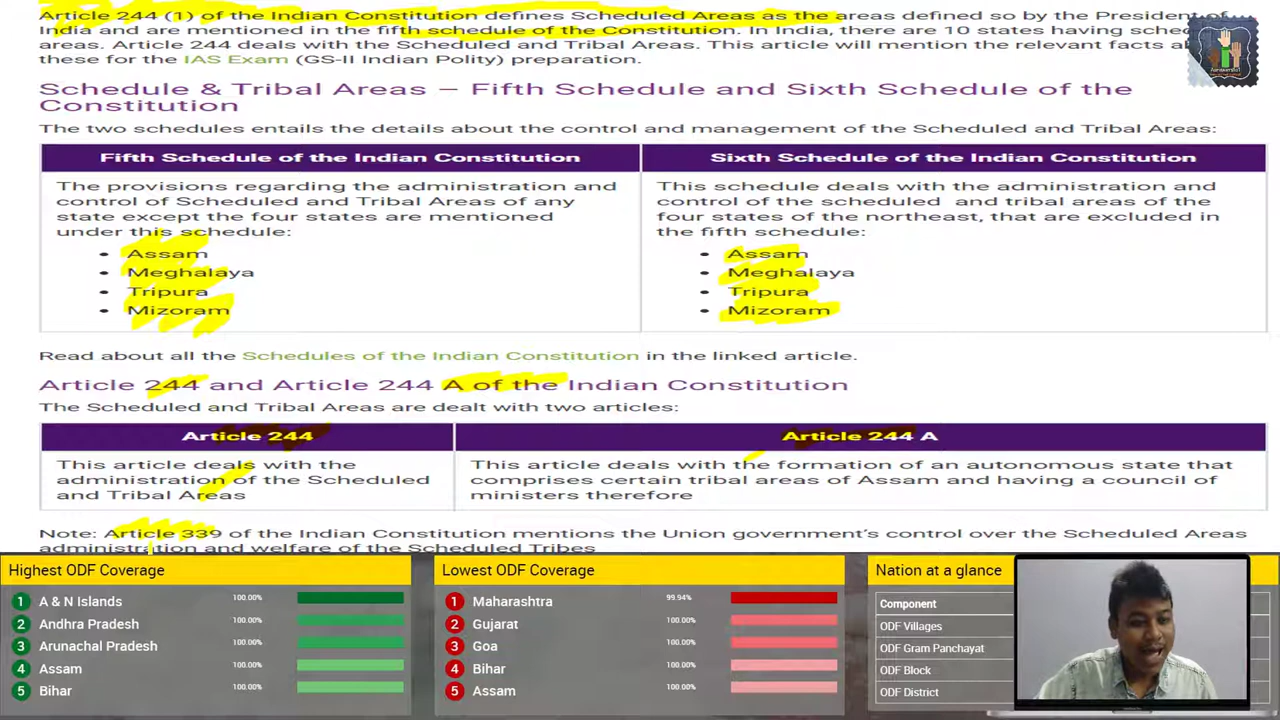 Article 244 (1) of the Indian Constitution defines Scheduled Areas as the areas defined so by the President of
India and are mentioned in the fifth schedule of the Constitution. In India, there are 10 states having
areas. Article 244 deals with the Scheduled and Tribal Areas. This article will mention the relevant facts
these for the IAS Exam (GS-II Indian Polity) preparation.
Schedule & Tribal Areas – Fifth Schedule and Sixth Schedule of the
Constitution
The two schedules entails the details about the control and management of the Scheduled and Tribal Areas:
Fifth Schedule of the Indian Constitution
The provisions regarding the administration and
control of Scheduled and Tribal Areas of any
state except the four states are mentioned
under this schedule:
• Assam
• Meghalaya
• Tripura
• Mizoram
Sixth Schedule of the Indian Constitution
This schedule deals with the administration and
control of the scheduled and tribal areas of the
four states of the northeast, that are excluded in
the fifth schedule:
• Assam
• Meghalaya
• Tripura
• Mizoram
Read about all the Schedules of the Indian Constitution in the linked article.
Article 244 and Article 244 A of the Indian Constitution
The Scheduled and Tribal Areas are dealt with two articles:
Article 244
This article deals with the
administration of the Scheduled
and Tribal Areas
Article 244 A
This article deals with the formation of an autonomous state that
comprises certain tribal areas of Assam and having a council of
ministers therefore
Note: Article 339 of the Indian Constitution mentions the Union government's control over the Scheduled Areas
administration and welfare of the Scheduled Tribes
Highest ODF Coverage
1 A & N Islands 100.00%
2 Andhra Pradesh 100.00%
3 Arunachal Pradesh 100.00%
4 Assam 100.00%
5 Bihar 100.00%
Lowest ODF Coverage
1 Maharashtra 99.94%
2 Gujarat 100.00%
3 Goa 100.00%
4 Bihar 100.00%
5 Assam 100.00%
Nation at a glance
Component
ODF Villages
ODF Gram Panchayat
ODF Block
ODF District